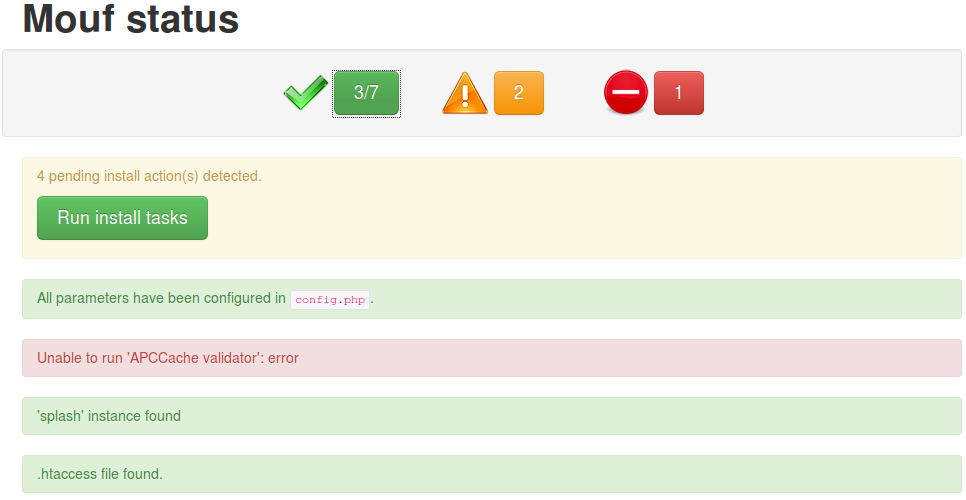 Mouf status
3/7 2 1
4 pending install action(s) detected.
Run install tasks
All parameters have been configured in config.php.
Unable to run 'APCCache validator': error
'splash' instance found
.htaccess file found.